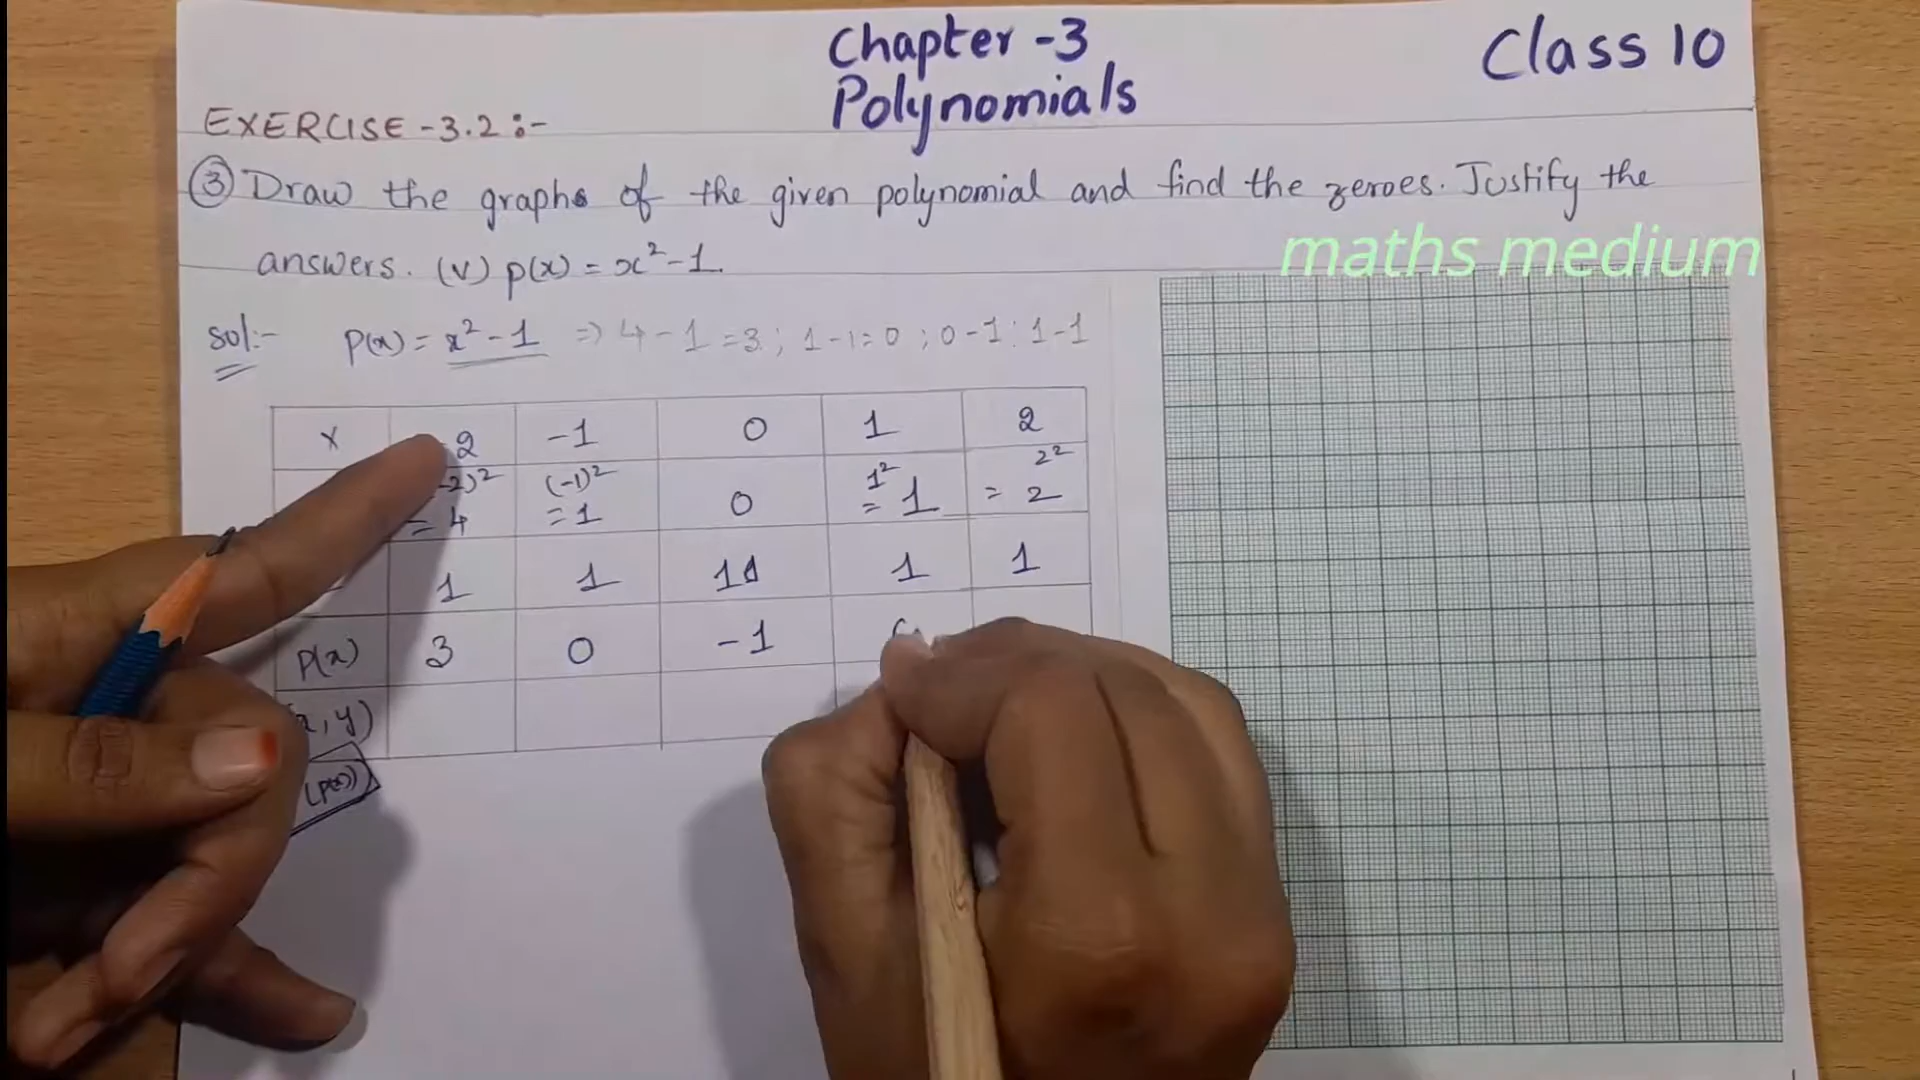 Chapter -3
Class 10
Polynomials
EXERCISE -3.2:-
③ Draw the graphs of the given polynomial and find the zeroes. Justify the
answers. (v) p(x) = x² - 1.
maths medium
sol:- P(x) = x² - 1 => 4 - 1 = 3 ; 1 - 1 = 0 ; 0 - 1 : 1 - 1
x -2 -1 0 1 2
-2)² (-1)² 0 1² 2²
= 4 = 1 = 1 = 2
1 1 11 1 1
P(x) 3 0 -1
x, y)
(P(x))